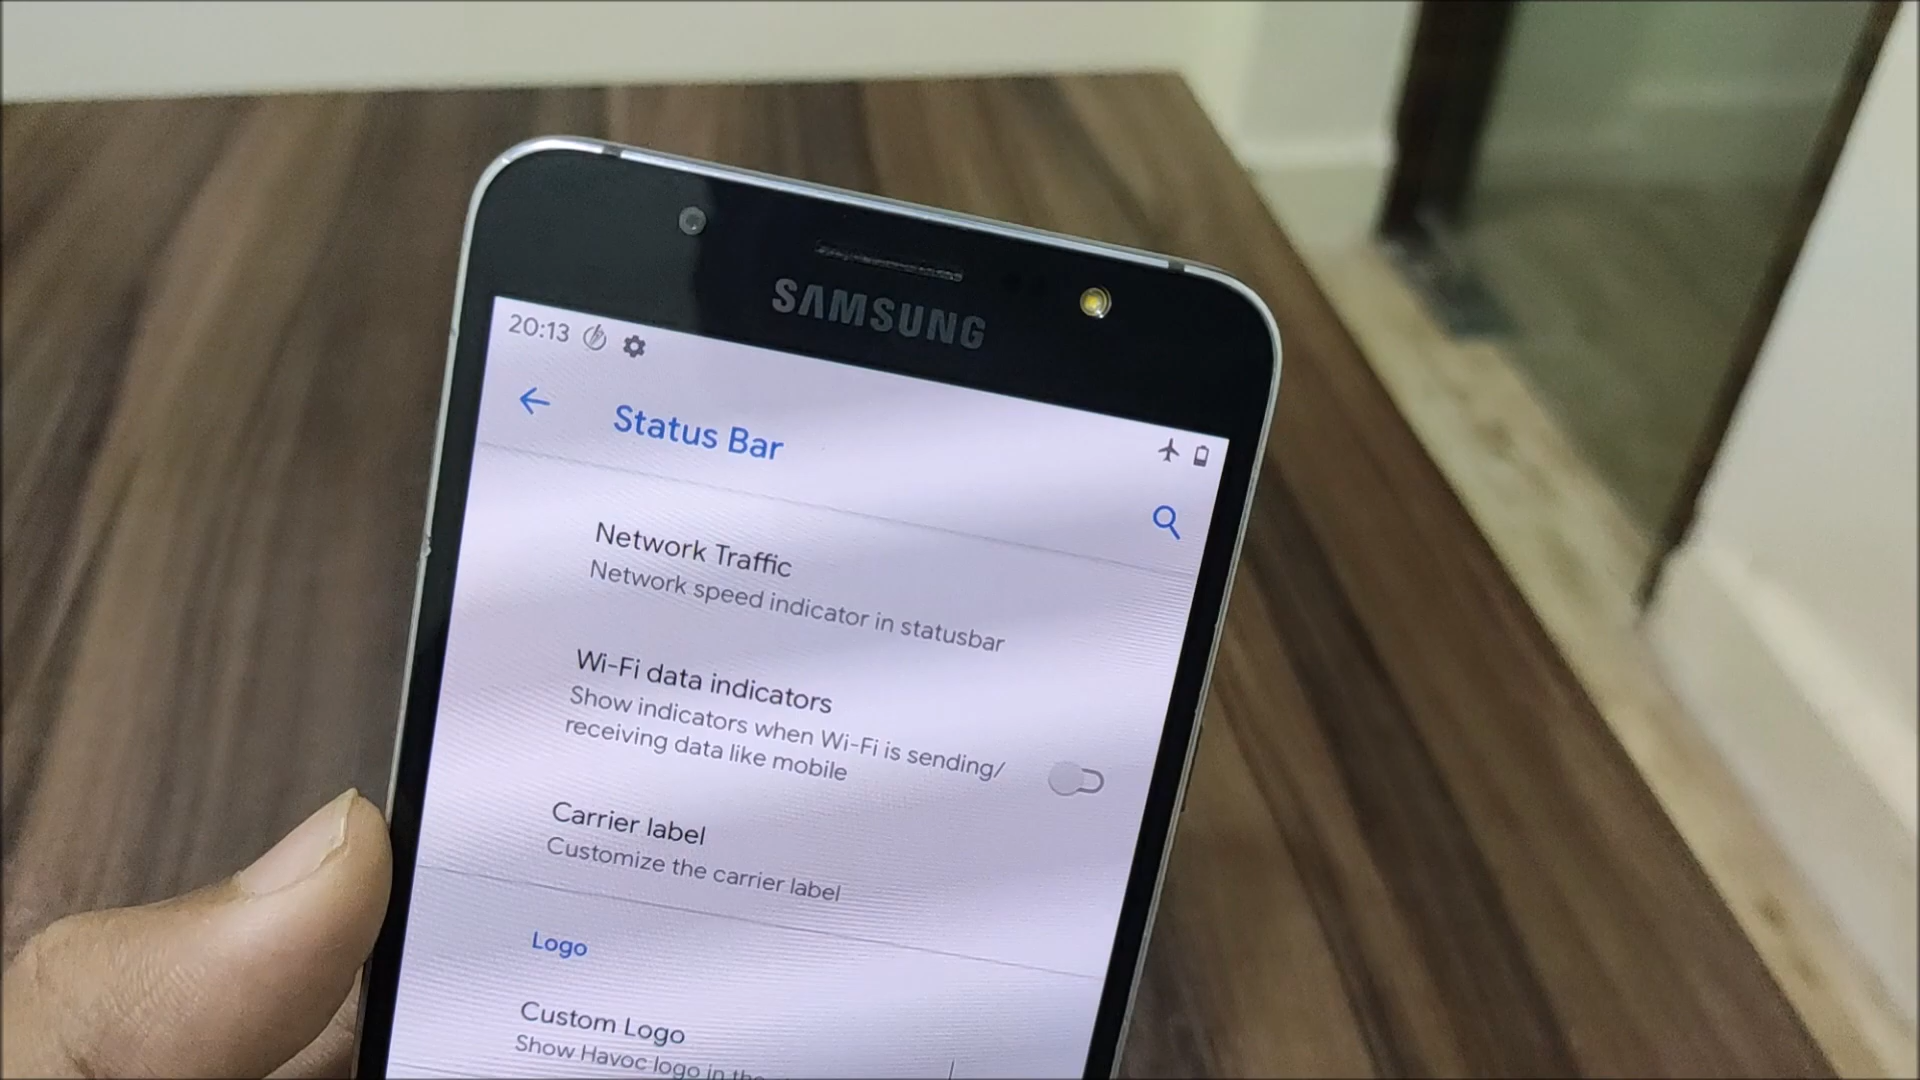 SAMSUNG
20:13
Status Bar
Network Traffic
Network speed indicator in statusbar
Wi-Fi data indicators
Show indicators when Wi-Fi is sending/
receiving data like mobile
Carrier label
Customize the carrier label
Logo
Custom Logo
Show Havoc logo in the